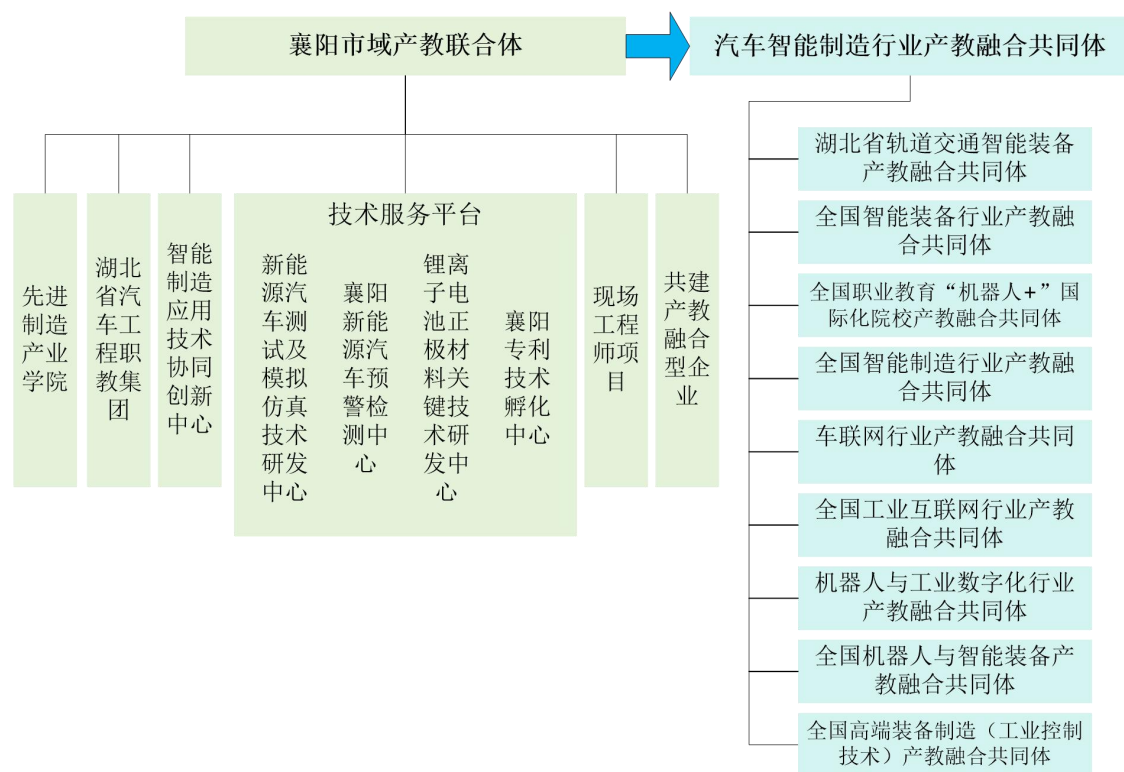 襄阳市域产教联合体
汽车智能制造行业产教融合共同体
先进
制造
产业
学院
湖北
省汽
车工
程职
教集
团
智能
制造
应用
技术
协同
创新
中心
技术服务平台
新能
源汽
车测
试及
模拟
仿真
技术
研发
中心
襄阳
新能
源汽
车预
警检
测中
心
锂离
子电
池正
极材
料关
键技
术研
发中
心
襄阳
专利
技术
孵化
中心
现场
工程
师项
目
共建
产教
融合
型企
业
湖北省轨道交通智能装备
产教融合共同体
全国智能装备行业产教融
合共同体
全国职业教育“机器人+”国
际化院校产教融合共同体
全国智能制造行业产教融
合共同体
车联网行业产教融合共同
体
全国工业互联网行业产教
融合共同体
机器人与工业数字化行业
产教融合共同体
全国机器人与智能装备产
教融合共同体
全国高端装备制造（工业控制
技术）产教融合共同体